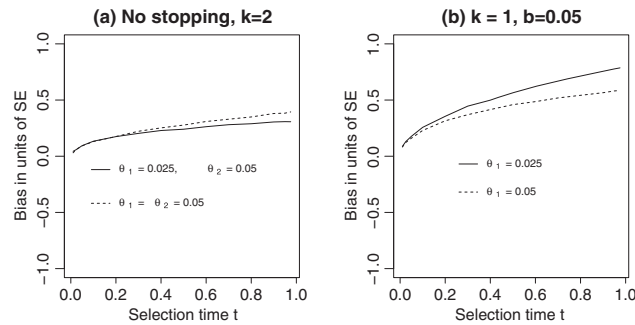 (a) No stopping, k=2
Bias in units of SE
1.0
0.5
0.0
−0.5
−1.0
θ 1 = 0.025, θ 2 = 0.05
θ 1 = θ 2 = 0.05
0.0 0.2 0.4 0.6 0.8 1.0
Selection time t
(b) k = 1, b=0.05
Bias in units of SE
1.0
0.5
0.0
−0.5
−1.0
θ 1 = 0.025
θ 1 = 0.05
0.0 0.2 0.4 0.6 0.8 1.0
Selection time t